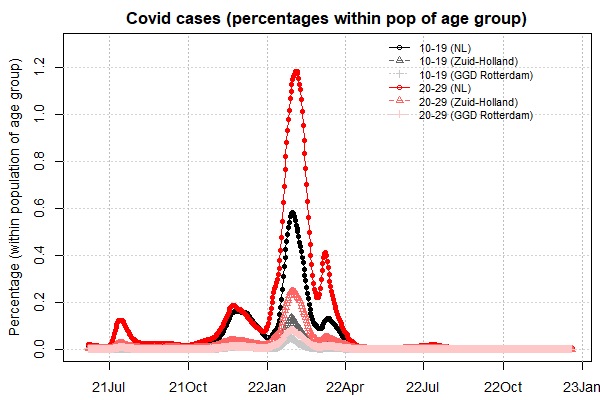 Covid cases (percentages within pop of age group)
10-19 (NL)
10-19 (Zuid-Holland)
10-19 (GGD Rotterdam)
20-29 (NL)
20-29 (Zuid-Holland)
20-29 (GGD Rotterdam)
Percentage (within population of age group)
1.2
1.0
0.8
0.6
0.4
0.2
0.0
21Jul 21Oct 22Jan 22Apr 22Jul 22Oct 23Jan